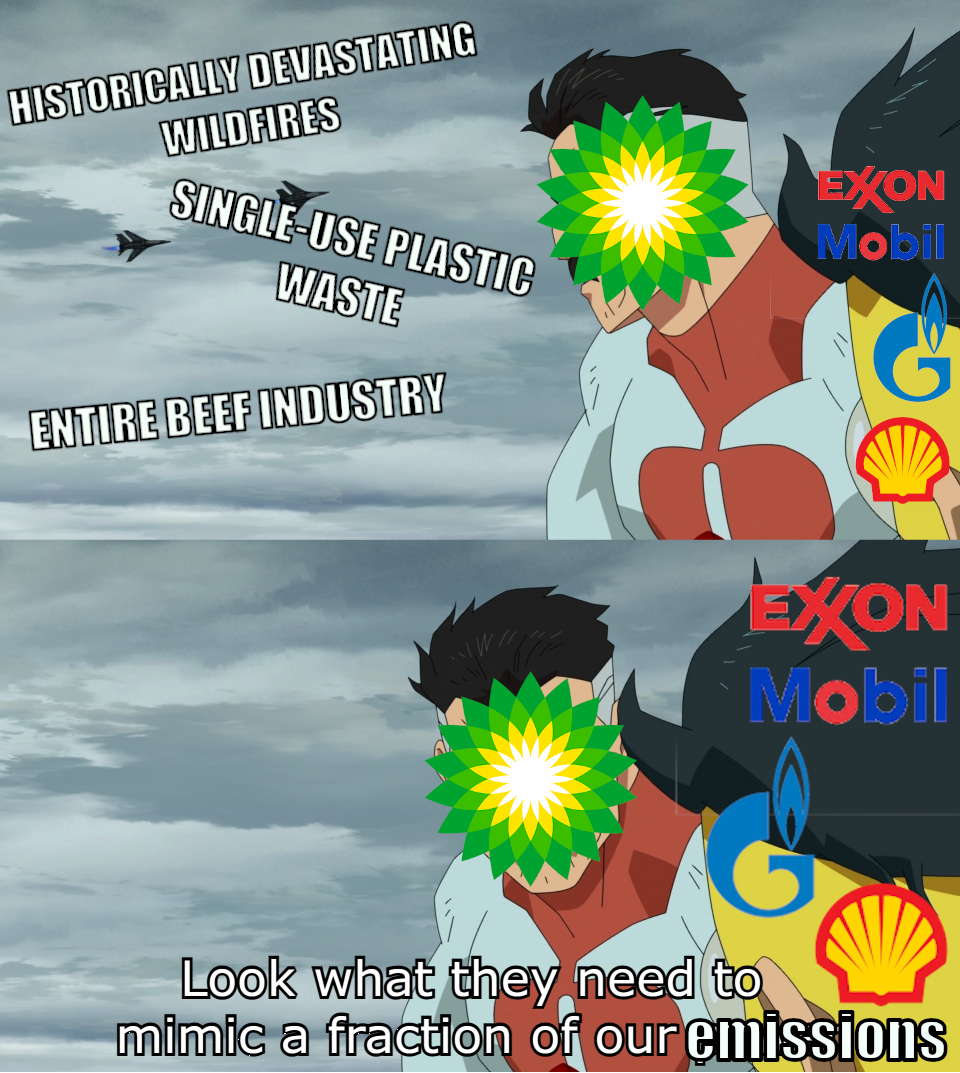 HISTORICALLY DEVASTATING
WILDFIRES
SINGLE-USE PLASTIC
WASTE
ENTIRE BEEF INDUSTRY
EXXON
Mobil
EXXON
Mobil
Look what they need to
mimic a fraction of our emissions